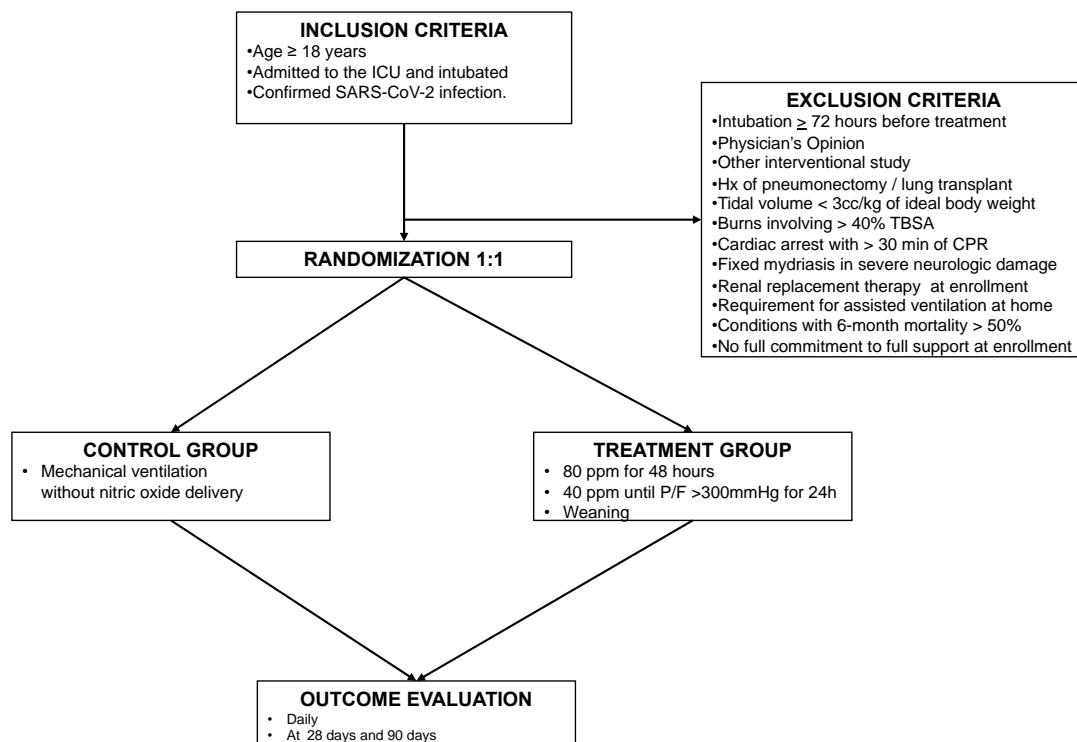 INCLUSION CRITERIA
•Age ≥ 18 years
•Admitted to the ICU and intubated
•Confirmed SARS-CoV-2 infection.
EXCLUSION CRITERIA
•Intubation ≥ 72 hours before treatment
•Physician's Opinion
•Other interventional study
•Hx of pneumonectomy / lung transplant
•Tidal volume < 3cc/kg of ideal body weight
•Burns involving > 40% TBSA
•Cardiac arrest with > 30 min of CPR
•Fixed mydriasis in severe neurologic damage
•Renal replacement therapy at enrollment
•Requirement for assisted ventilation at home
•Conditions with 6-month mortality > 50%
•No full commitment to full support at enrollment
RANDOMIZATION 1:1
CONTROL GROUP
• Mechanical ventilation
without nitric oxide delivery
TREATMENT GROUP
• 80 ppm for 48 hours
• 40 ppm until P/F >300mmHg for 24h
• Weaning
OUTCOME EVALUATION
• Daily
• At 28 days and 90 days